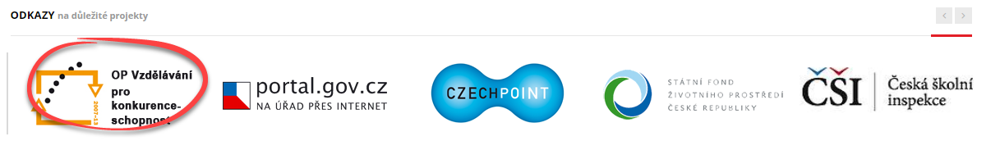 ODKAZY na důležité projekty
OP Vzdělávání
pro
konkurence-
schopnost
2007-13
portal.gov.cz
NA ÚŘAD PŘES INTERNET
CZECHPOINT
STÁTNÍ FOND
ŽIVOTNÍHO PROSTŘEDÍ
ČESKÉ REPUBLIKY
ČŠI
Česká školní
inspekce